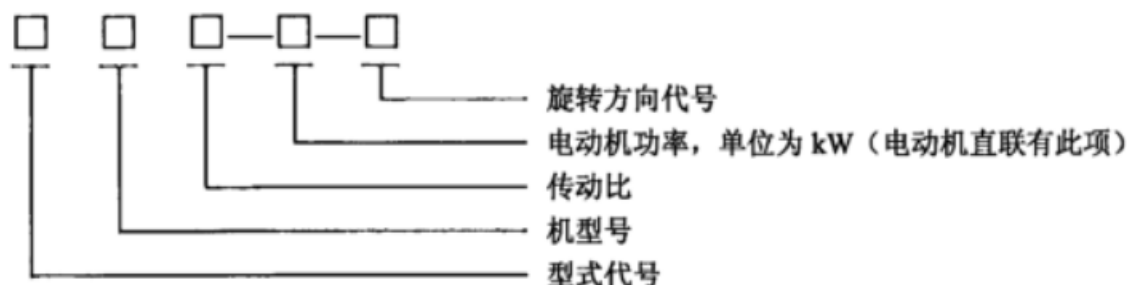 □ □ □—□—□
旋转方向代号
电动机功率，单位为 kW（电动机直联有此项）
传动比
机型号
型式代号